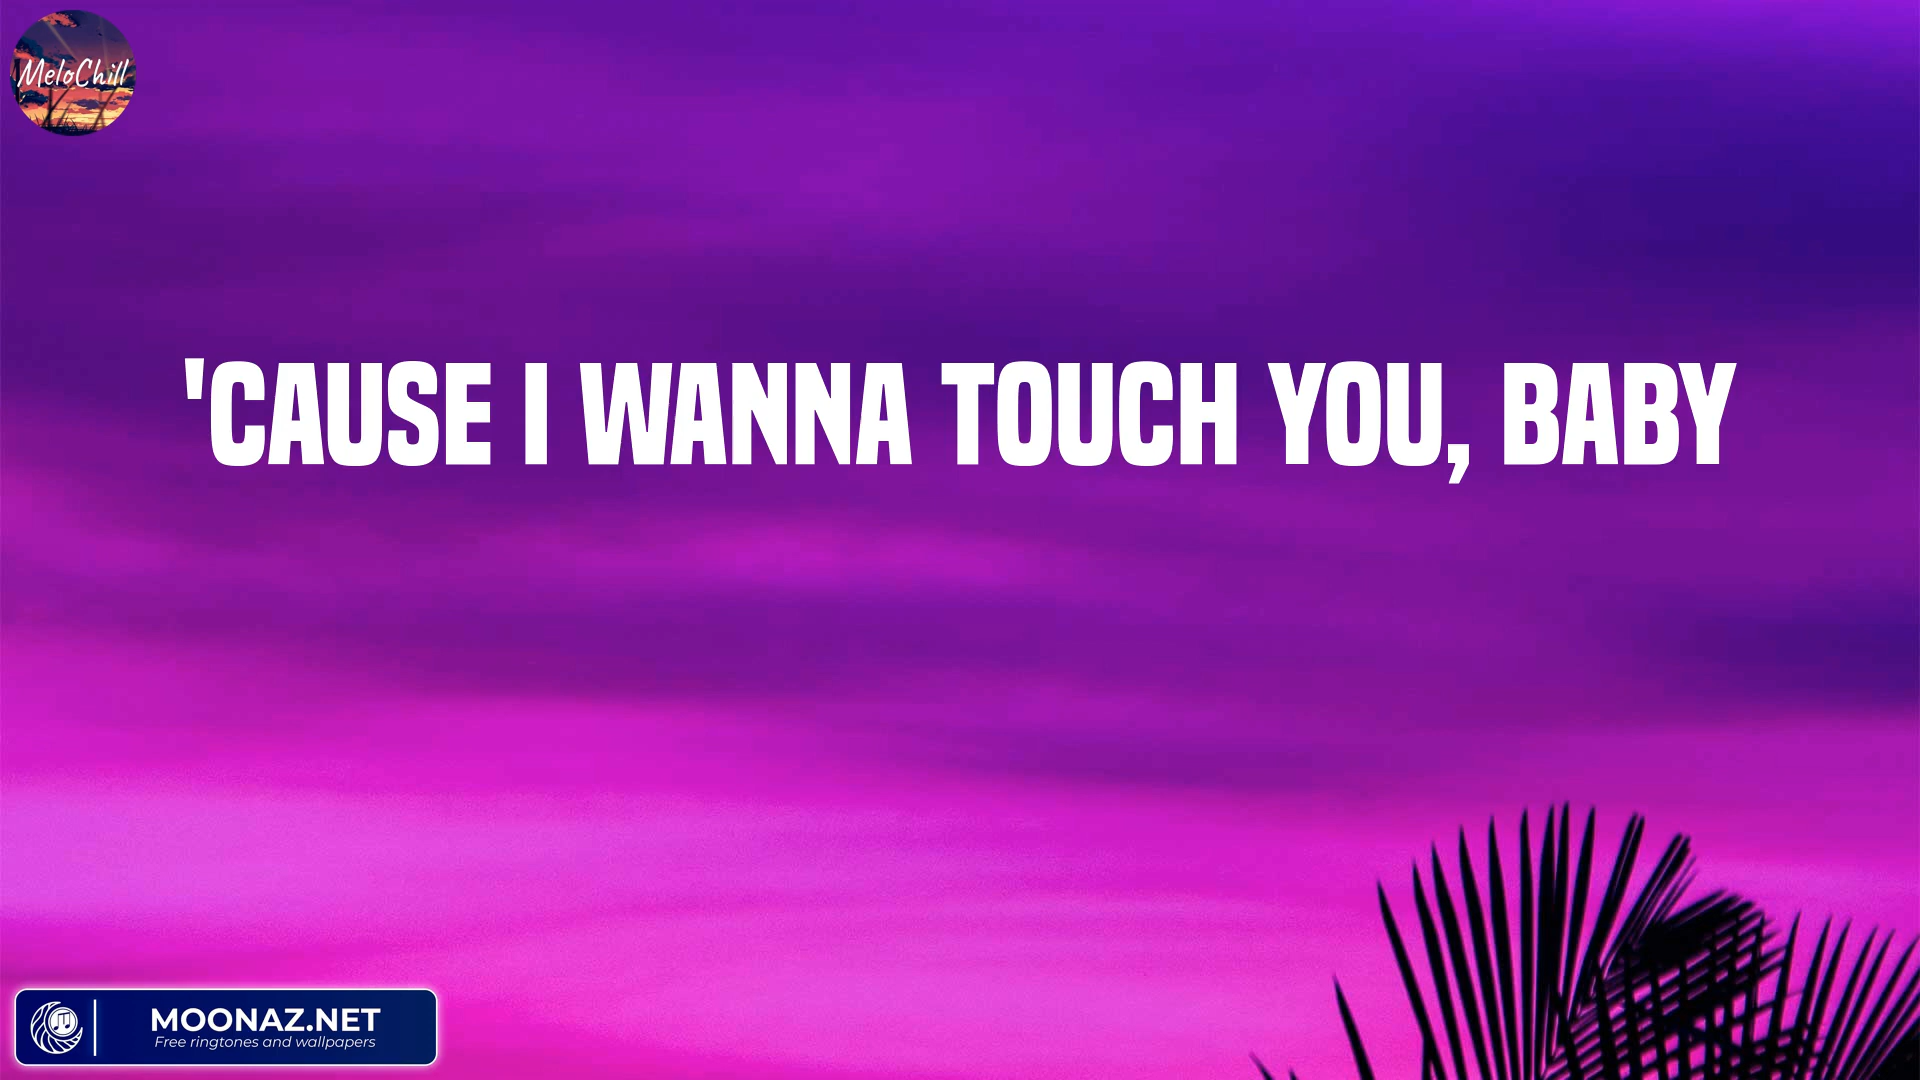 MeloChill
'CAUSE I WANNA TOUCH YOU, BABY
MOONAZ.NET
Free ringtones and wallpapers